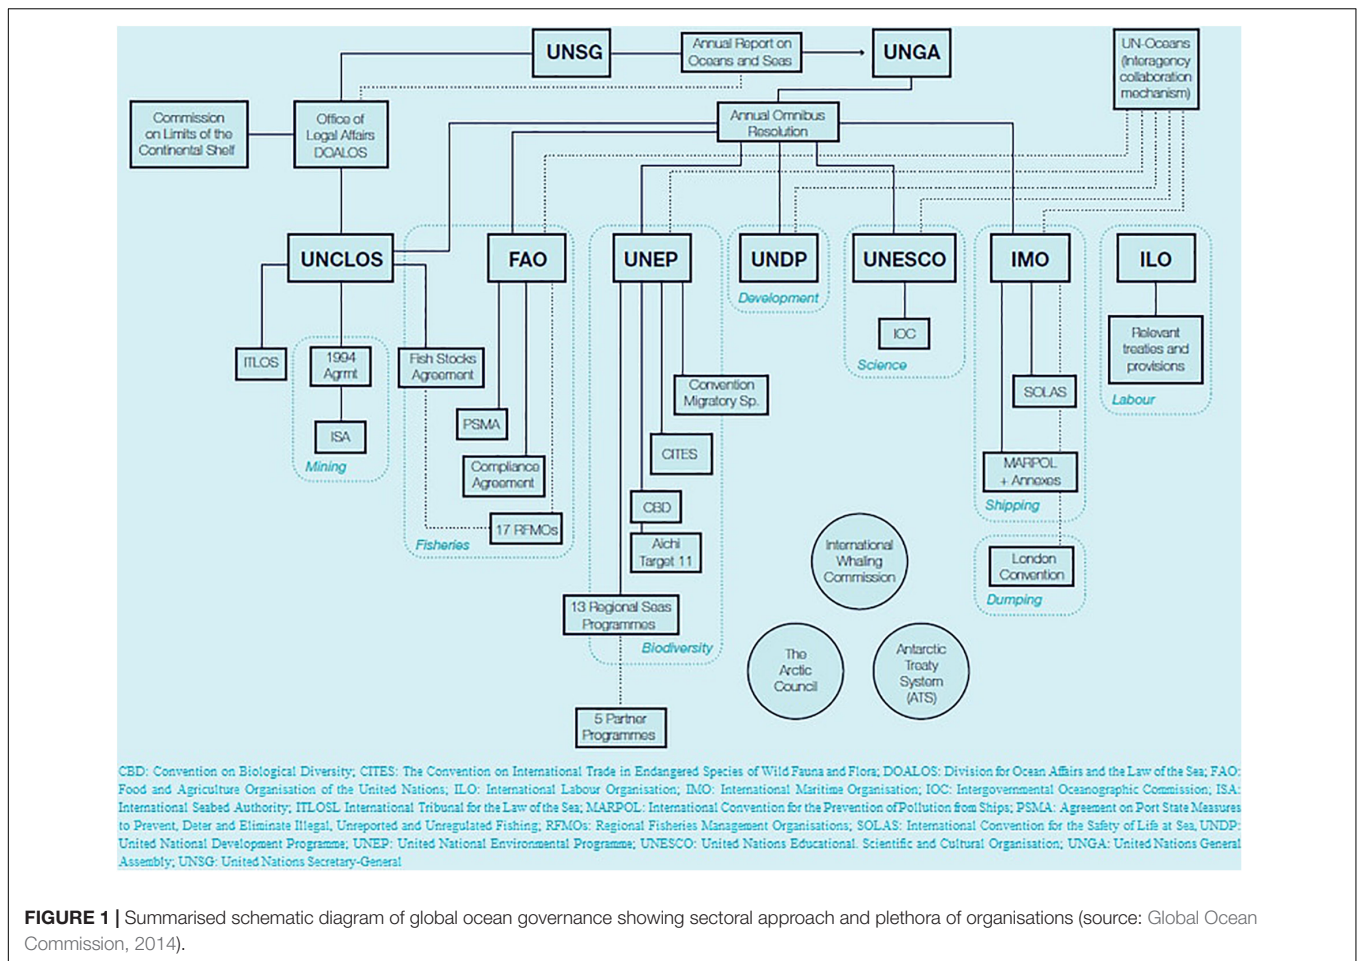 UNSG
Annual Report on
Oceans and Seas
UNGA
UN-Oceans
(Interagency
collaboration
mechanism)
Commission
on Limits of the
Continental Shelf
Office of
Legal Affairs
DOALOS
Annual Omnibus
Resolution
UNCLOS
FAO
UNEP
UNDP
UNESCO
IMO
ILO
Development
ITLOS
1994
Agrmt
ISA
Mining
Fish Stocks
Agreement
PSMA
Compliance
Agreement
17 RFMOs
Fisheries
Convention
Migratory Sp.
CITES
CBD
Aichi
Target 11
13 Regional Seas
Programmes
Biodiversity
5 Partner
Programmes
IOC
Science
SOLAS
MARPOL
+ Annexes
Shipping
London
Convention
Dumping
Relevant
treaties and
provisions
Labour
International
Whaling
Commission
The
Arctic
Council
Antarctic
Treaty
System
(ATS)
CBD: Convention on Biological Diversity; CITES: The Convention on International Trade in Endangered Species of Wild Fauna and Flora; DOALOS: Division for Ocean Affairs and the Law of the Sea; FAO:
Food and Agriculture Organisation of the United Nations; ILO: International Labour Organisation; IMO: International Maritime Organisation; IOC: Intergovernmental Oceanographic Commission; ISA:
International Seabed Authority; ITLOSL International Tribunal for the Law of the Sea; MARPOL: International Convention for the Prevention of Pollution from Ships; PSMA: Agreement on Port State Measures
to Prevent, Deter and Eliminate Illegal, Unreported and Unregulated Fishing; RFMOs: Regional Fisheries Management Organisations; SOLAS: International Convention for the Safety of Life at Sea, UNDP:
United National Development Programme; UNEP: United National Environmental Programme; UNESCO: United Nations Educational. Scientific and Cultural Organisation; UNGA: United Nations General
Assembly; UNSG: United Nations Secretary-General
FIGURE 1 | Summarised schematic diagram of global ocean governance showing sectoral approach and plethora of organisations (source: Global Ocean
Commission, 2014).